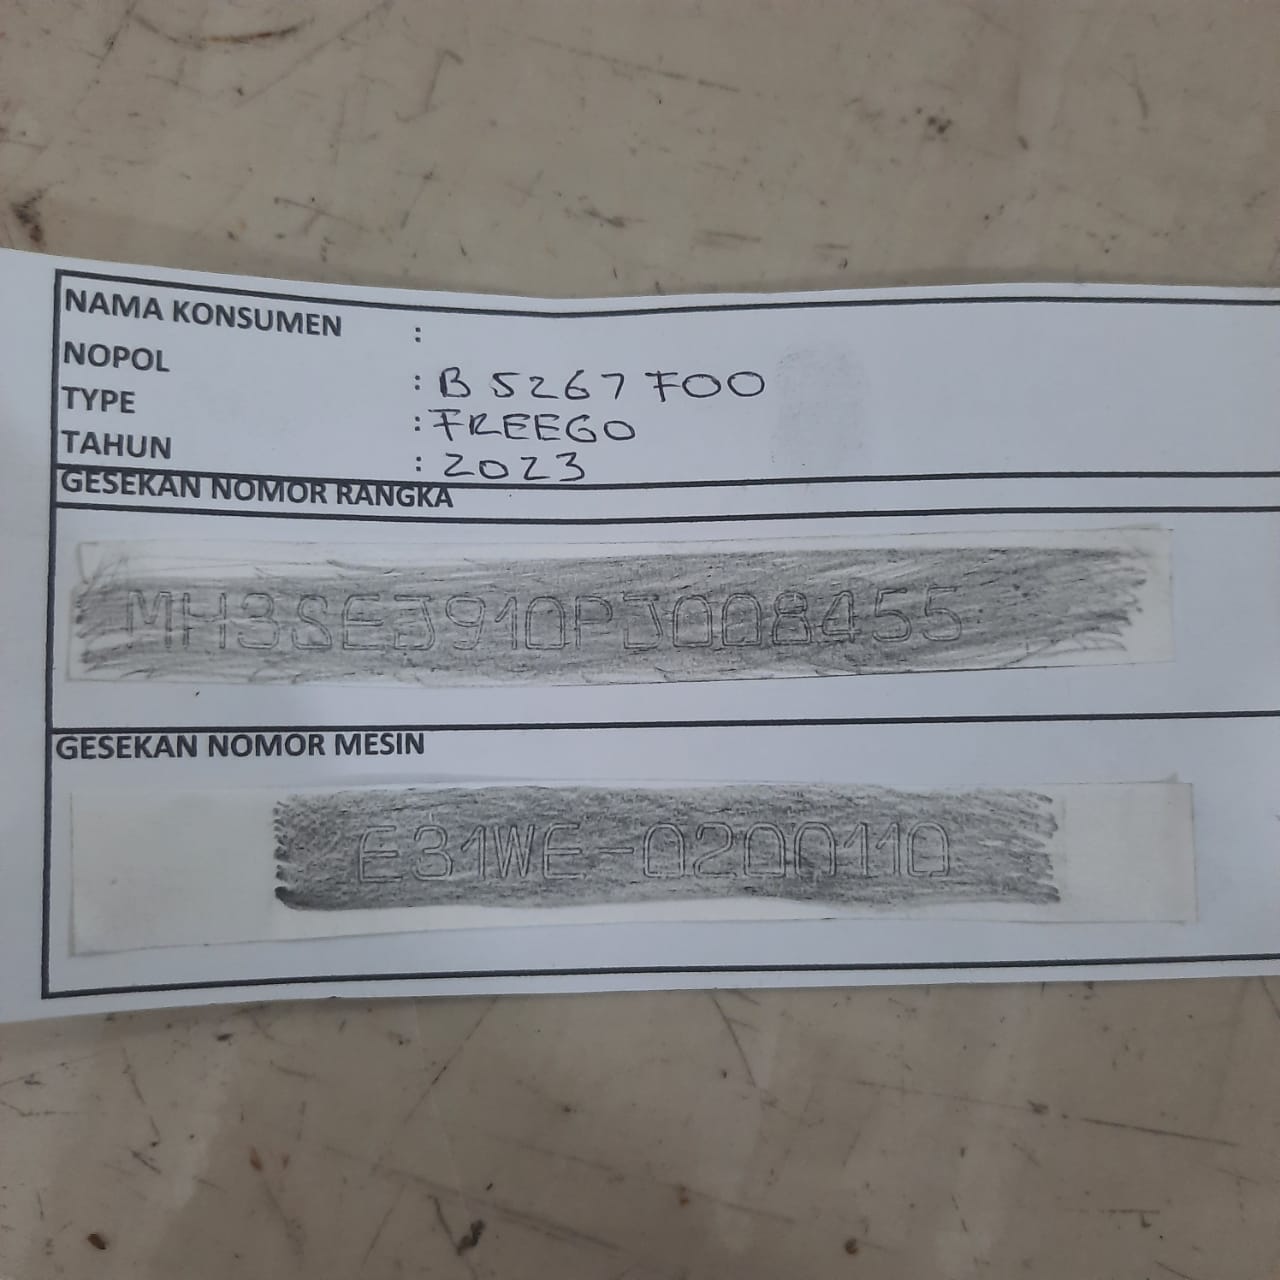 NAMA KONSUMEN :
NOPOL : B 5267 FOO
TYPE : FREEGO
TAHUN : 2023
GESEKAN NOMOR RANGKA
MH3SEJ910PJ008455
GESEKAN NOMOR MESIN
E31WE-0200110